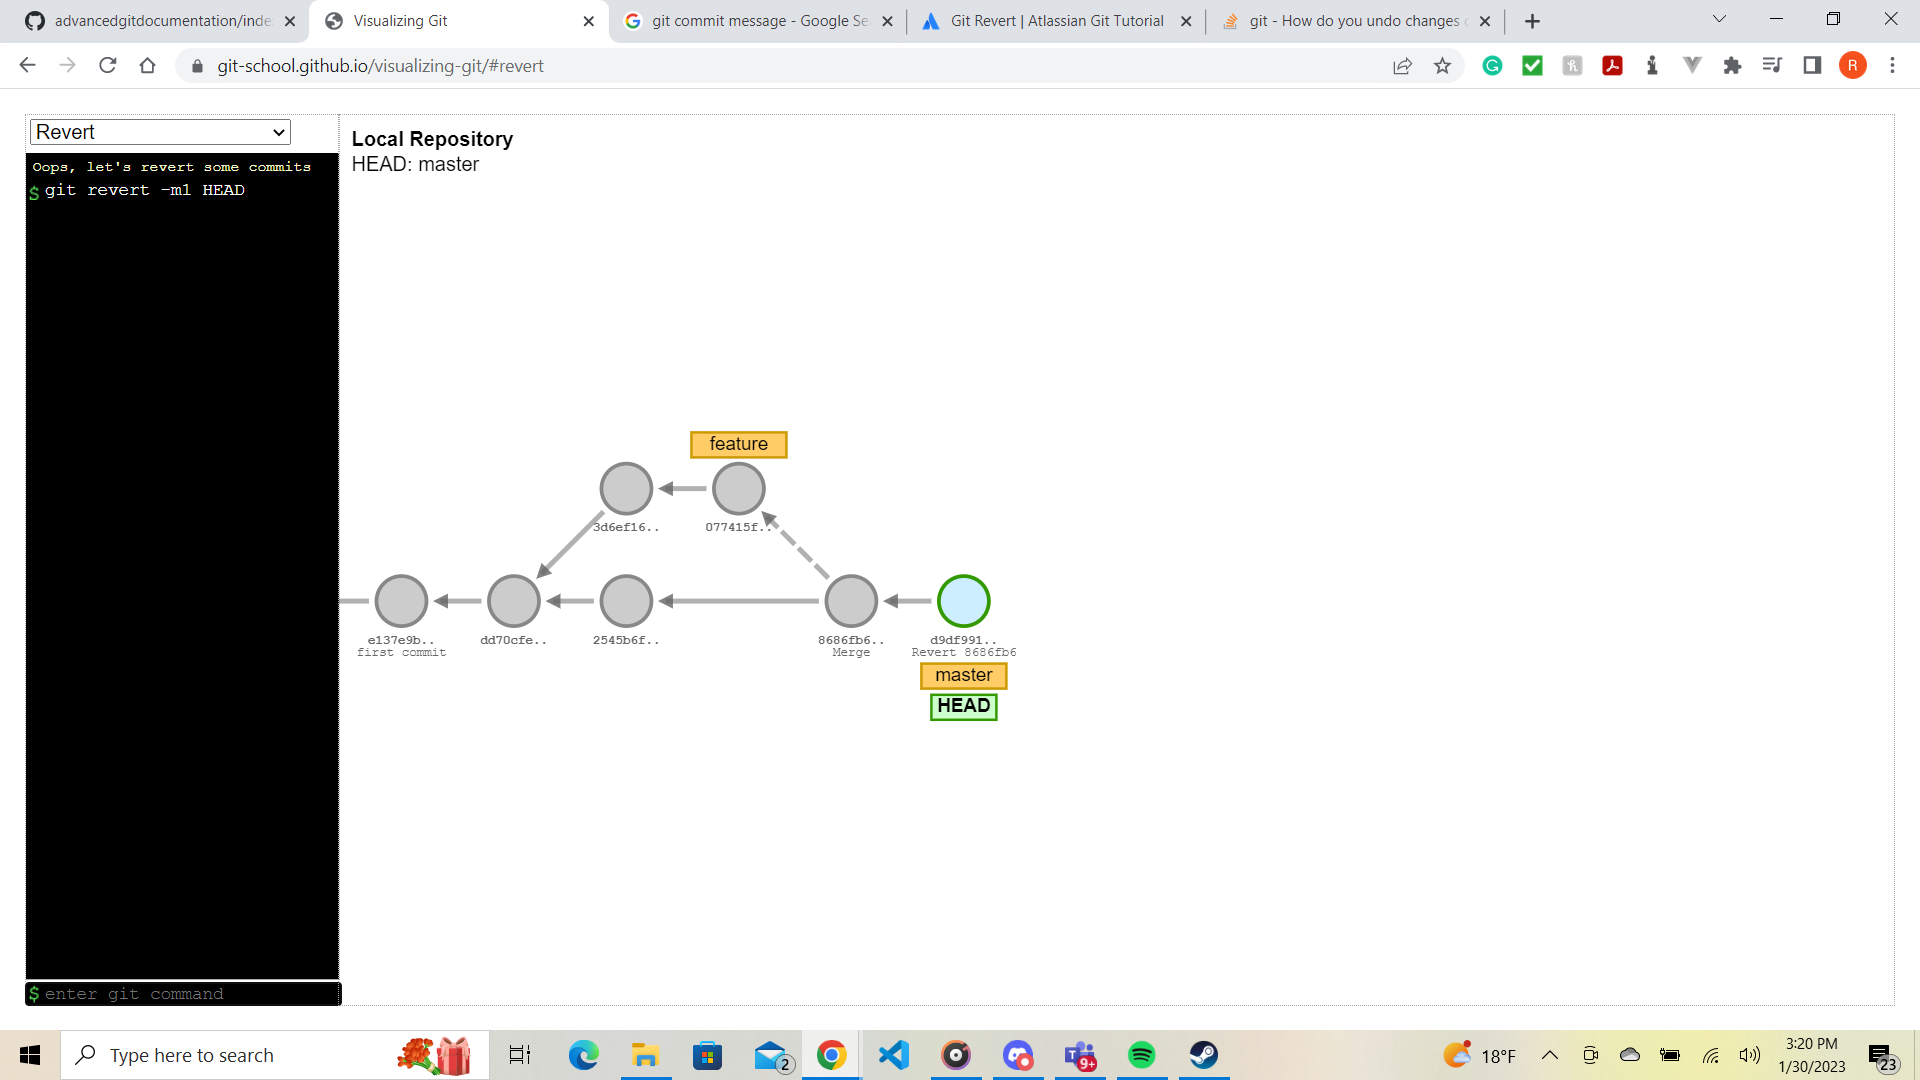 advancedgitdocumentation/inde
Visualizing Git
git commit message - Google Se
Git Revert | Atlassian Git Tutorial
git - How do you undo changes
git-school.github.io/visualizing-git/#revert
R
Revert
Oops, let's revert some commits
$ git revert -m1 HEAD
Local Repository
HEAD: master
feature
3d6ef16..
077415f..
e137e9b..
first commit
dd70cfe..
2545b6f..
8686fb6..
Merge
d9df991..
Revert 8686fb6
master
HEAD
$ enter git command
Type here to search
2
9+
18°F
3:20 PM
1/30/2023
23